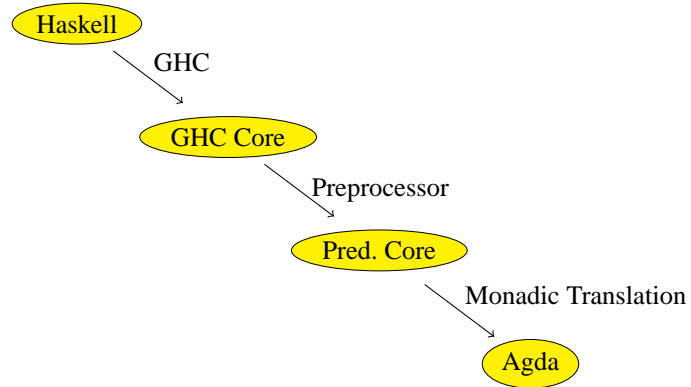 Haskell
GHC
GHC Core
Preprocessor
Pred. Core
Monadic Translation
Agda